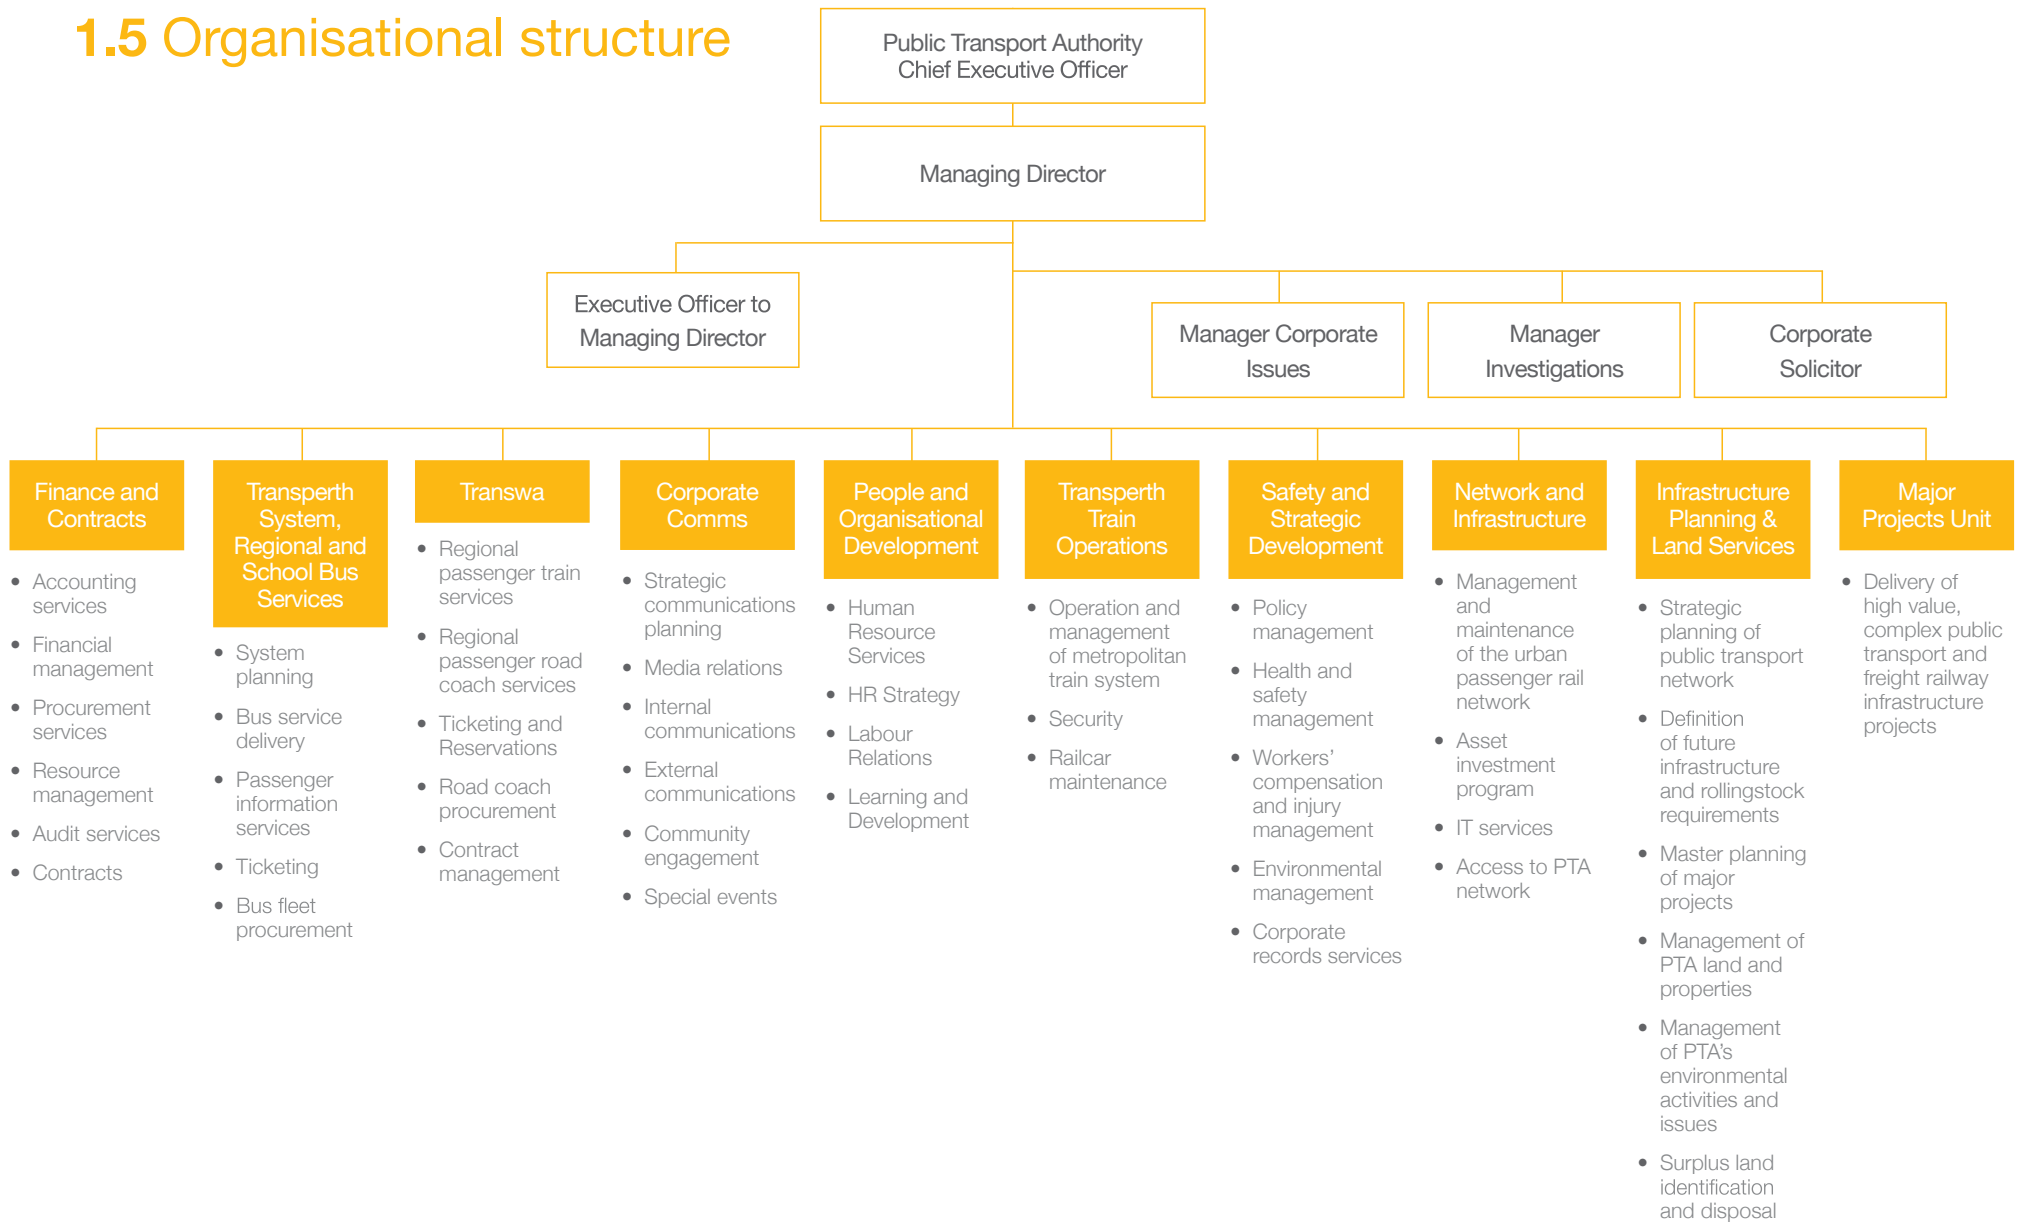 1.5 Organisational structure
Public Transport Authority
Chief Executive Officer
Managing Director
Executive Officer to
Managing Director
Manager Corporate
Issues
Manager
Investigations
Corporate
Solicitor
Finance and
Contracts
• Accounting
services
• Financial
management
• Procurement
services
• Resource
management
• Audit services
• Contracts
Transperth
System,
Regional and
School Bus
Services
• System
planning
• Bus service
delivery
• Passenger
information
services
• Ticketing
• Bus fleet
procurement
Transwa
• Regional
passenger train
services
• Regional
passenger road
coach services
• Ticketing and
Reservations
• Road coach
procurement
• Contract
management
Corporate
Comms
• Strategic
communications
planning
• Media relations
• Internal
communications
• External
communications
• Community
engagement
• Special events
People and
Organisational
Development
• Human
Resource
Services
• HR Strategy
• Labour
Relations
• Learning and
Development
Transperth
Train
Operations
• Operation and
management
of metropolitan
train system
• Security
• Railcar
maintenance
Safety and
Strategic
Development
• Policy
management
• Health and
safety
management
• Workers’
compensation
and injury
management
• Environmental
management
• Corporate
records services
Network and
Infrastructure
• Management
and
maintenance
of the urban
passenger rail
network
• Asset
investment
program
• IT services
• Access to PTA
network
Infrastructure
Planning &
Land Services
• Strategic
planning of
public transport
network
• Definition
of future
infrastructure
and rollingstock
requirements
• Master planning
of major
projects
• Management of
PTA land and
properties
• Management
of PTA’s
environmental
activities and
issues
• Surplus land
identification
and disposal
Major
Projects Unit
• Delivery of
high value,
complex public
transport and
freight railway
infrastructure
projects